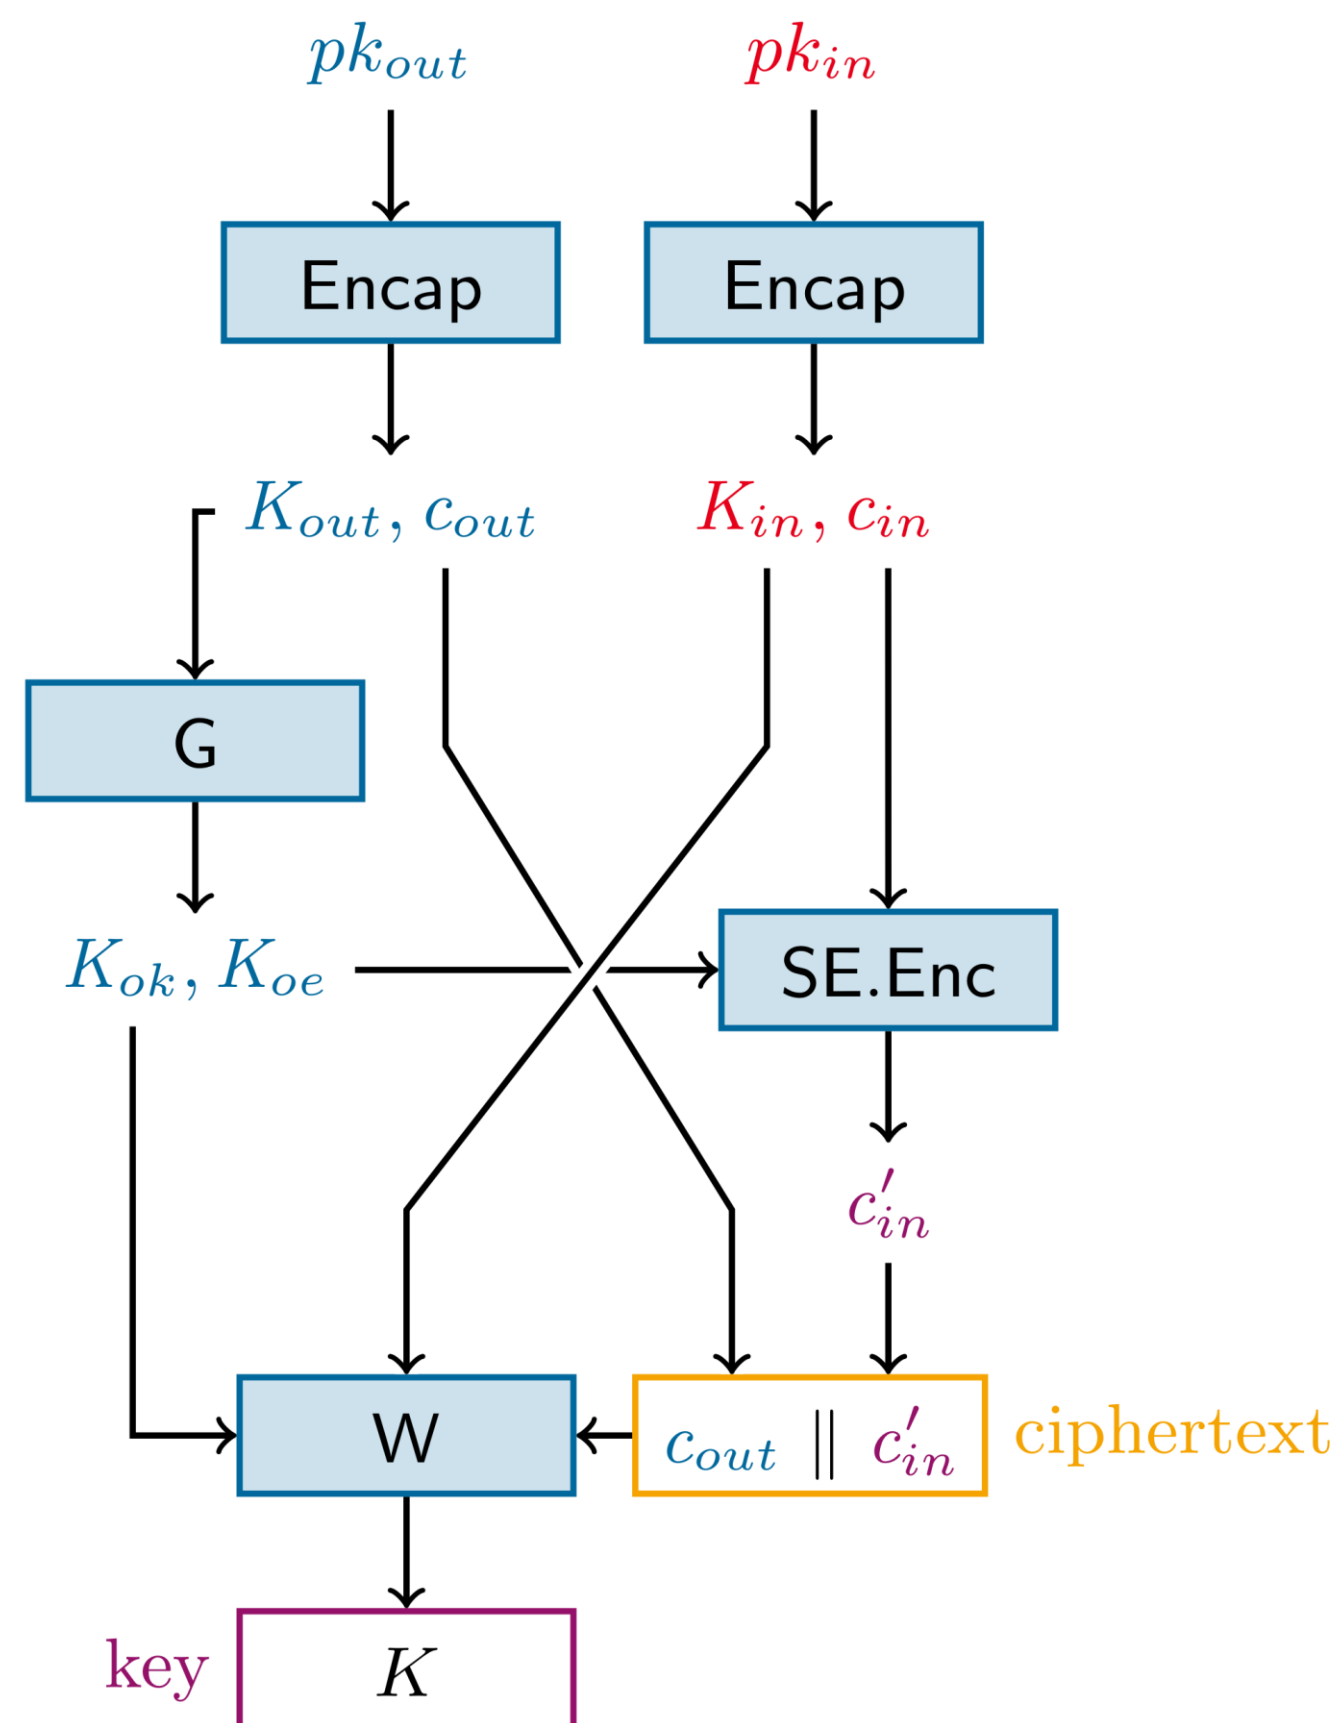 pk_out pk_in
Encap Encap
K_out, c_out K_in, c_in
G
K_ok, K_oe SE.Enc
c'_in
W c_out ∥ c'_in ciphertext
key K